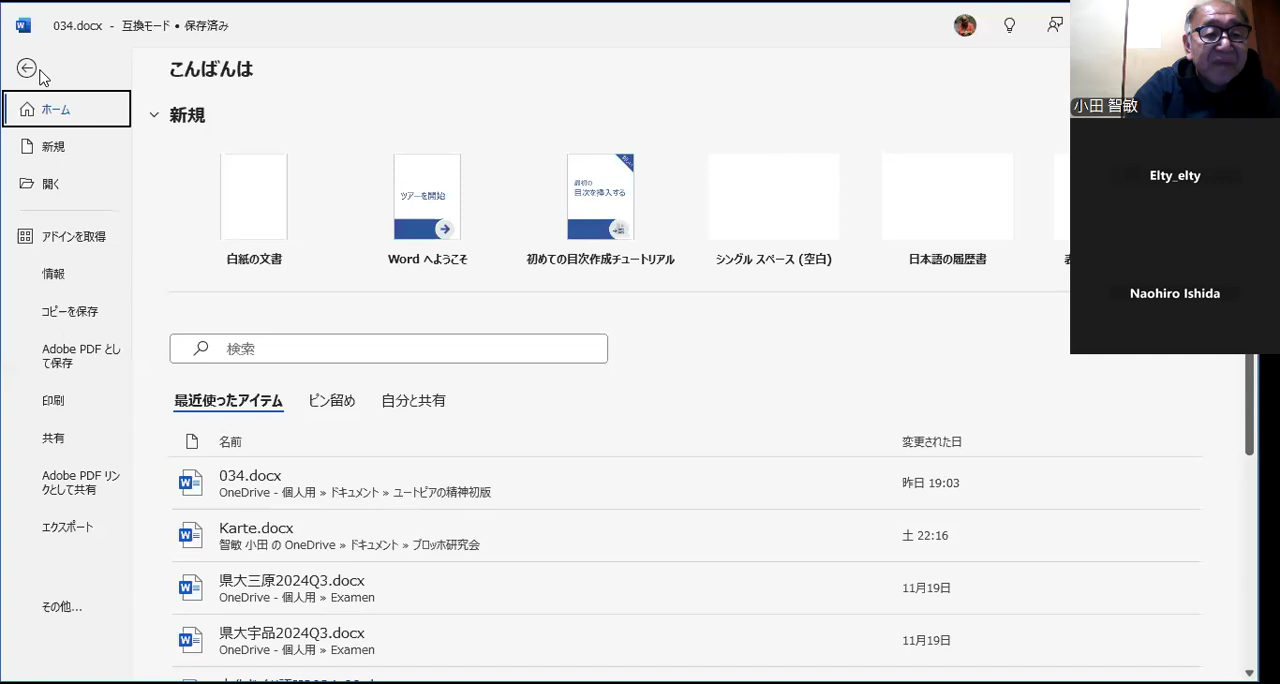 034.docx - 互換モード • 保存済み
こんばんは
ホーム
新規
開く
アドインを取得
情報
コピーを保存
Adobe PDF とし
て保存
印刷
共有
Adobe PDF リン
クとして共有
エクスポート
その他...
新規
ツアーを開始
最初の
目次を挿入する
白紙の文書
Word へようこそ
初めての目次作成チュートリアル
シングル スペース (空白)
日本語の履歴書
検索
最近使ったアイテム ピン留め 自分と共有
名前 変更された日
034.docx
OneDrive - 個人用 » ドキュメント » ユートピアの精神初版
昨日 19:03
Karte.docx
智敏 小田 の OneDrive » ドキュメント » ブロッホ研究会
土 22:16
県大三原2024Q3.docx
OneDrive - 個人用 » Examen
11月19日
県大宇品2024Q3.docx
OneDrive - 個人用 » Examen
11月19日
小田 智敏
Elty_elty
Naohiro Ishida